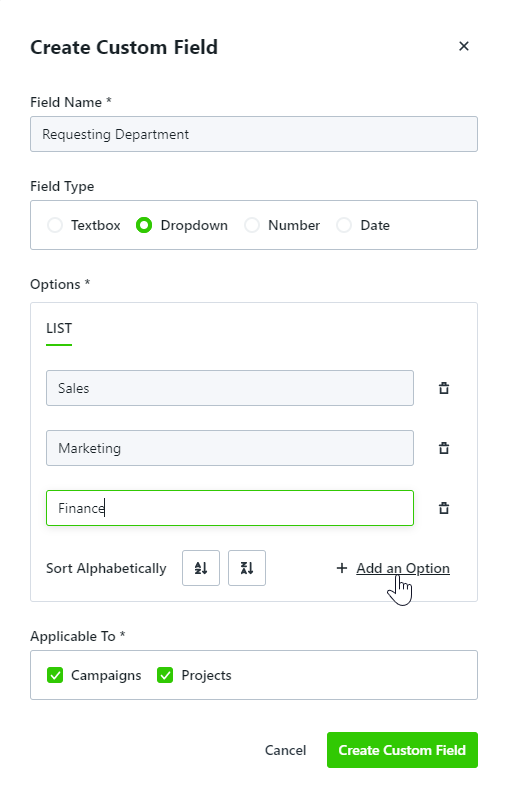 Create Custom Field
Field Name *
Requesting Department
Field Type
Textbox Dropdown Number Date
Options *
LIST
Sales
Marketing
Finance
Sort Alphabetically A Z Z A + Add an Option
Applicable To *
Campaigns Projects
Cancel Create Custom Field